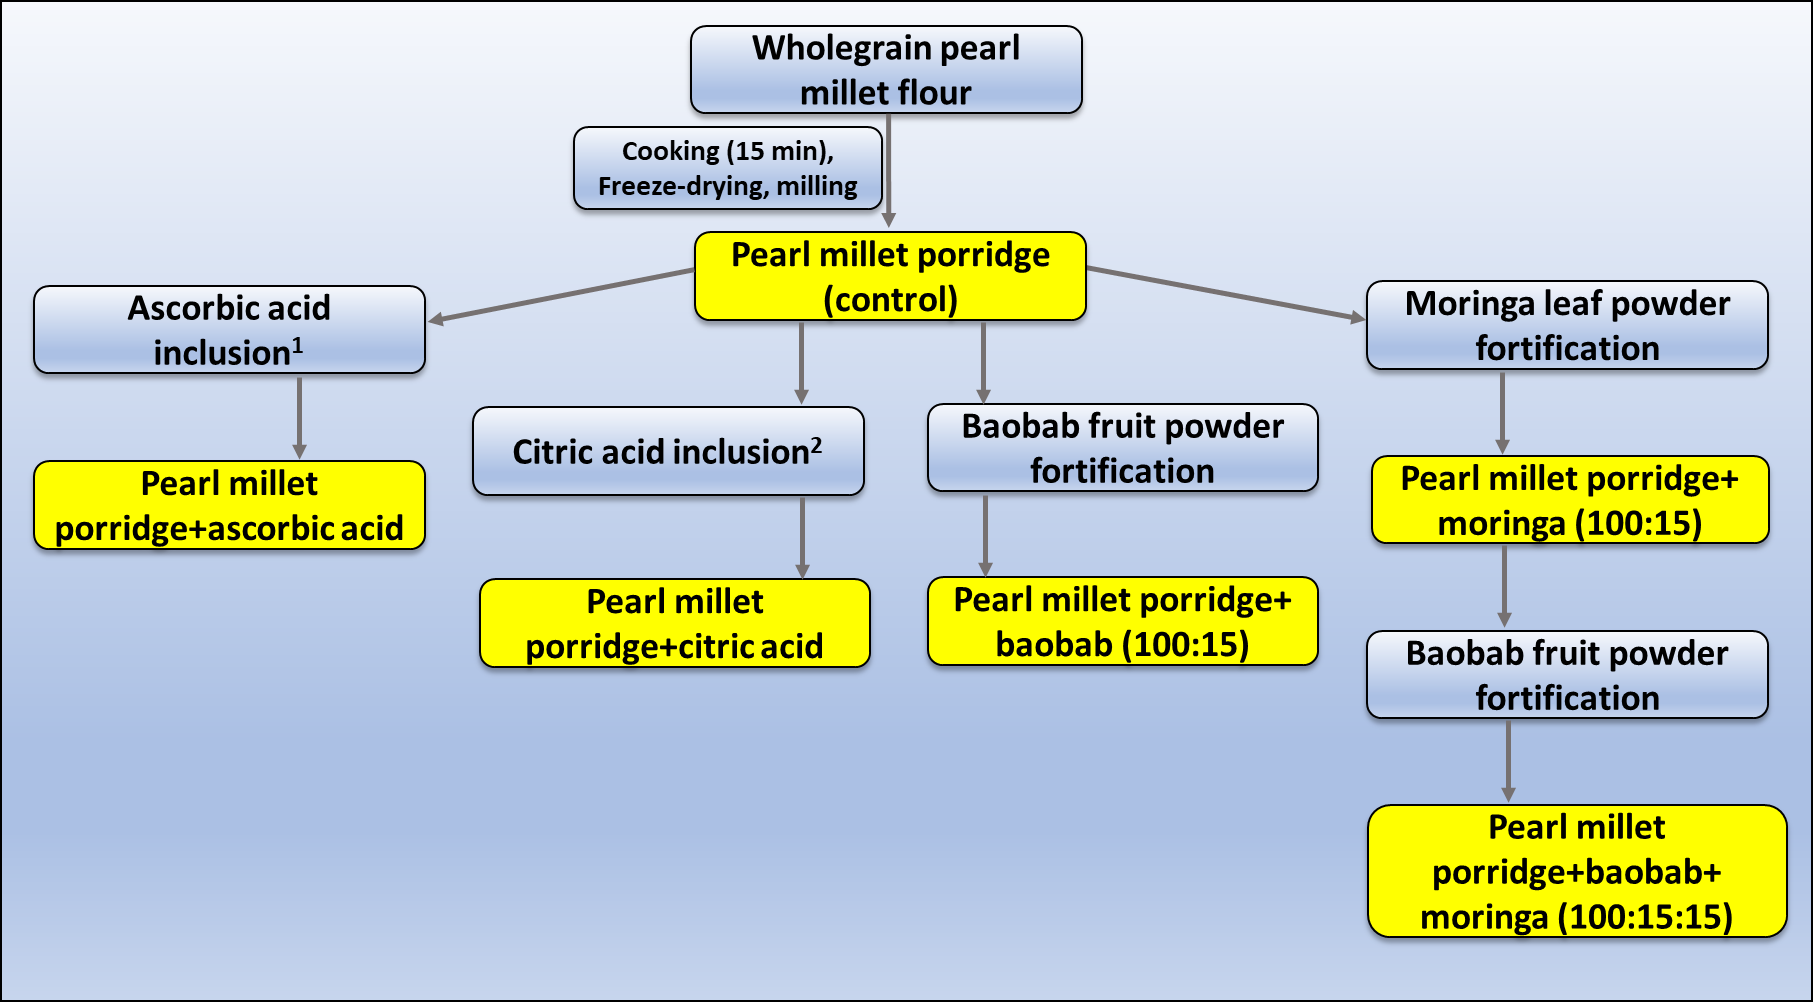 Wholegrain pearl
millet flour
Cooking (15 min),
Freeze-drying, milling
Pearl millet porridge
(control)
Ascorbic acid
inclusion¹
Pearl millet
porridge+ascorbic acid
Citric acid inclusion²
Pearl millet
porridge+citric acid
Baobab fruit powder
fortification
Pearl millet porridge+
baobab (100:15)
Moringa leaf powder
fortification
Pearl millet porridge+
moringa (100:15)
Baobab fruit powder
fortification
Pearl millet
porridge+baobab+
moringa (100:15:15)